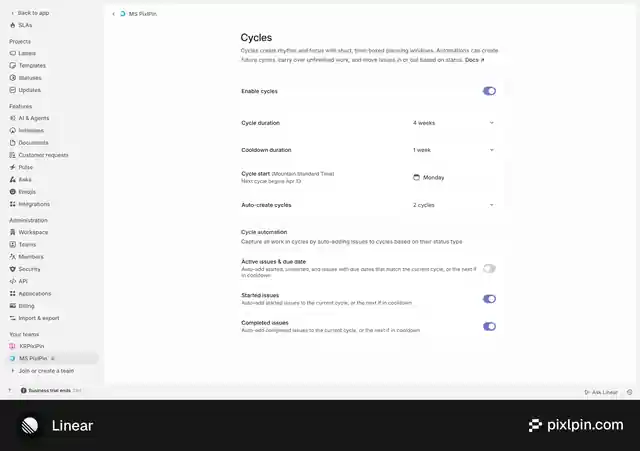 Back to app
SLAs
Projects
Labels
Templates
Statuses
Updates
Features
AI & Agents
Initiatives
Documents
Customer requests
Pulse
Asks
Emojis
Integrations
Administration
Workspace
Teams
Members
Security
API
Applications
Billing
Import & export
Your teams
KRPixlPin
MS PixlPin
Join or create a team
? Business trial ends
MS PixlPin
Cycles
Cycles create rhythm and focus with short, time-boxed planning windows. Automations can create
future cycles, carry over unfinished work, and move issues in or out based on status. Docs ↗
Enable cycles
Cycle duration 4 weeks
Cooldown duration 1 week
Cycle start (Mountain Standard Time) Monday
Next cycle begins Apr 13
Auto-create cycles 2 cycles
Cycle automation
Capture all work in cycles by auto-adding issues to cycles based on their status type
Active issues & due date
Auto-add started, unstarted, and issues with due dates that match the current cycle, or the next if
in cooldown
Started issues
Auto-add started issues to the current cycle, or the next if in cooldown
Completed issues
Auto-add completed issues to the current cycle, or the next if in cooldown
Ask Linear
Linear
pixlpin.com